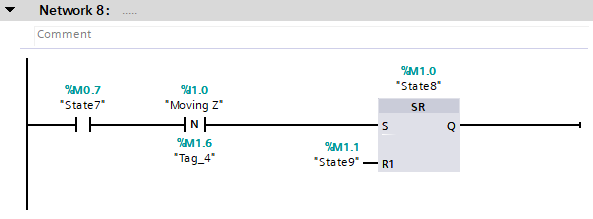 Network 8: .....
Comment
%M1.0
"State8"
%M0.7
%I1.0
"State7"
"Moving Z"
SR
N
S
Q
%M1.6
"Tag_4"
%M1.1
"State9"
R1